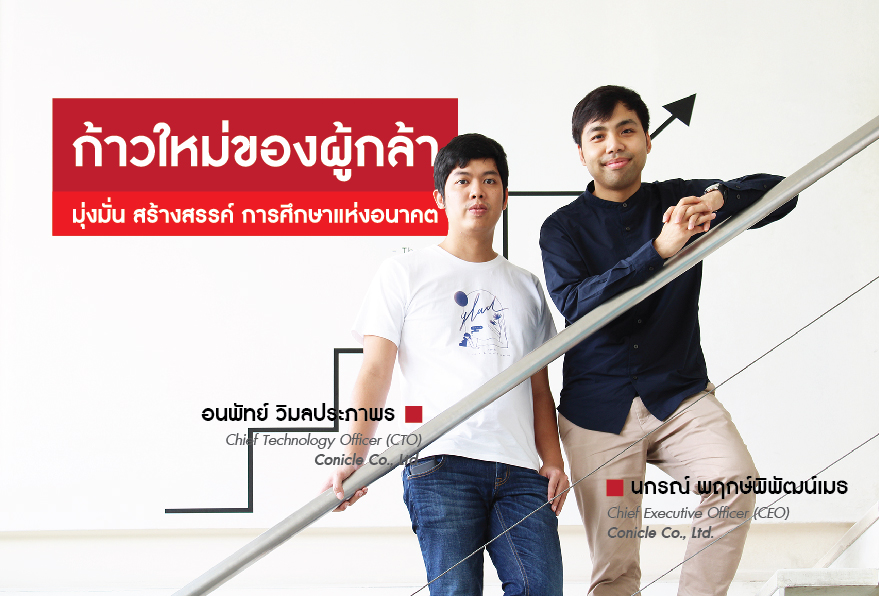 ก้าวใหม่ของผู้กล้า
มุ่งมั่น สร้างสรรค์ การศึกษาแห่งอนาคต
อนพัทย์ วิมลประภาพร
Chief Technology Officer (CTO)
Conicle Co., Ltd.
นกรณ์ พฤกษ์พิพัฒน์เมธ
Chief Executive Officer (CEO)
Conicle Co., Ltd.